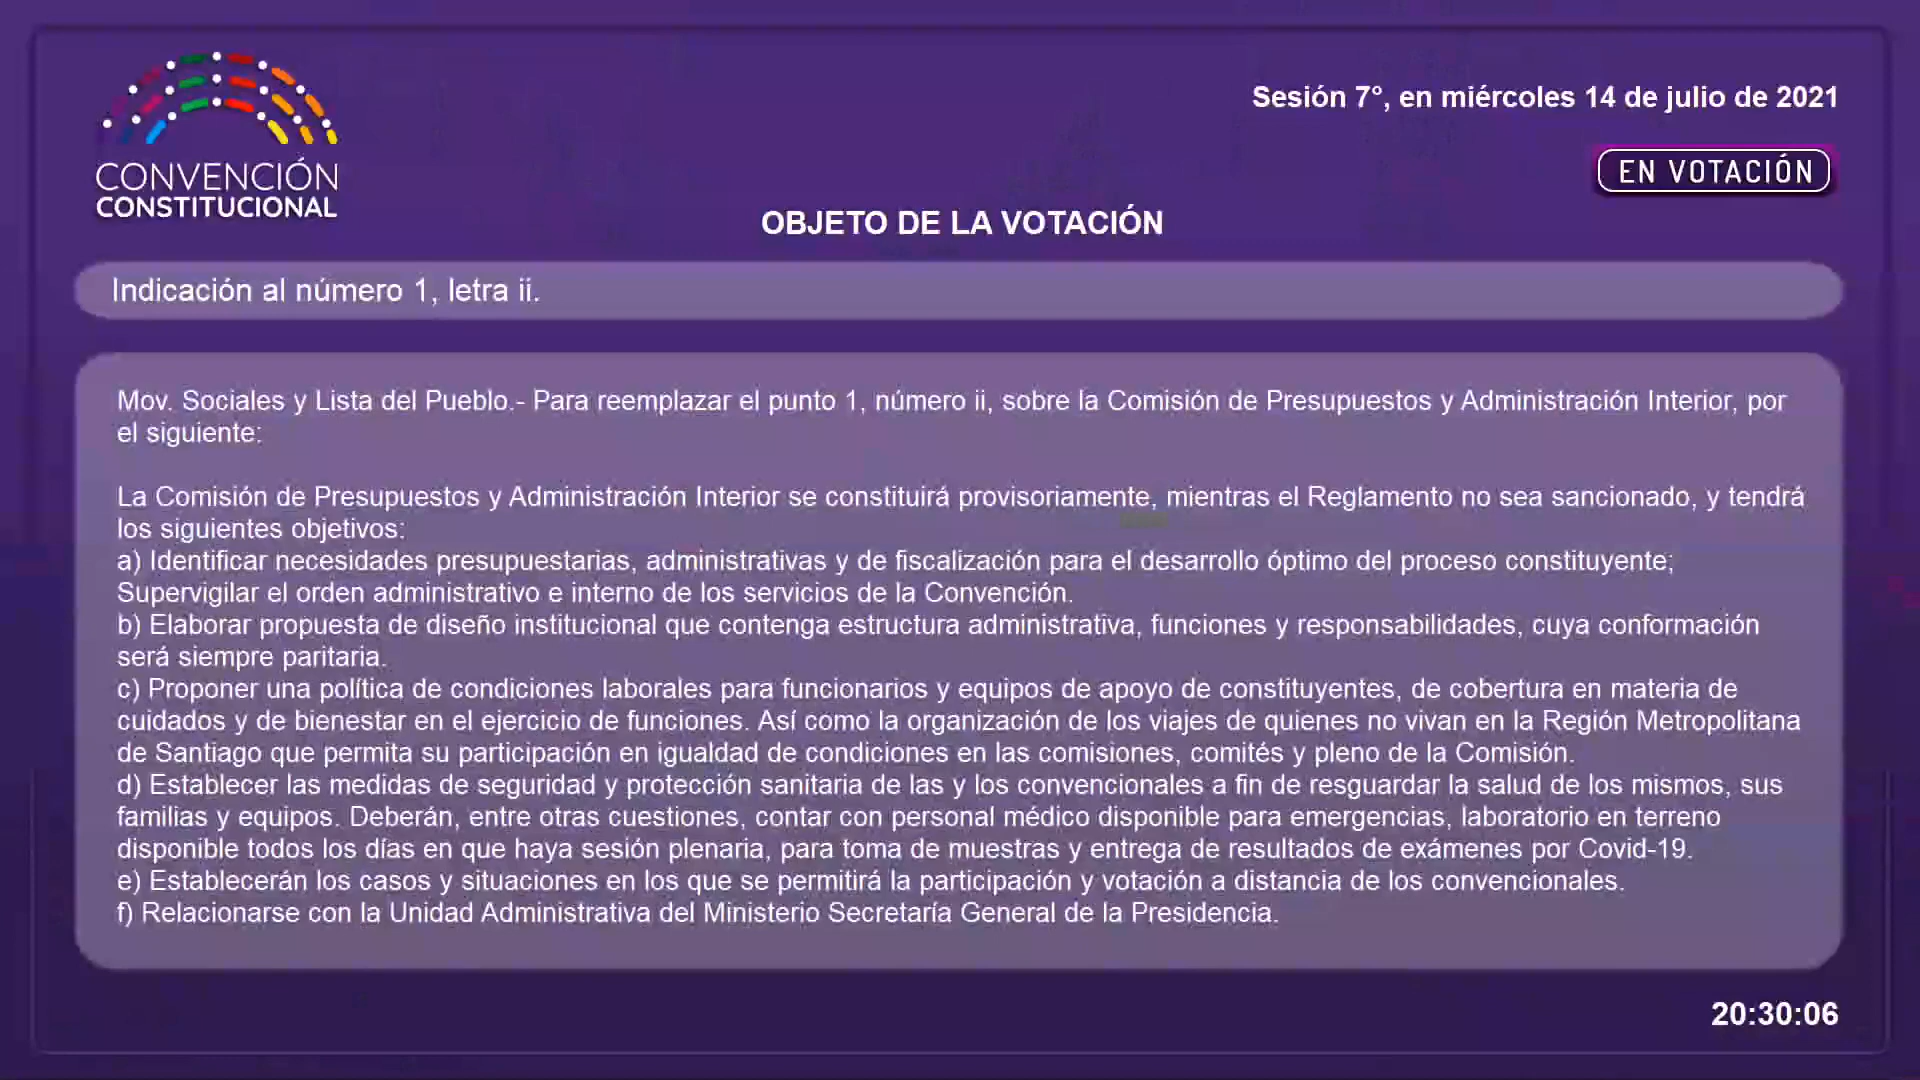 CONVENCIÓN
CONSTITUCIONAL
Sesión 7°, en miércoles 14 de julio de 2021
EN VOTACIÓN
OBJETO DE LA VOTACIÓN
Indicación al número 1, letra ii.
Mov. Sociales y Lista del Pueblo.- Para reemplazar el punto 1, número ii, sobre la Comisión de Presupuestos y Administración Interior, por
el siguiente:
La Comisión de Presupuestos y Administración Interior se constituirá provisoriamente, mientras el Reglamento no sea sancionado, y tendrá
los siguientes objetivos:
a) Identificar necesidades presupuestarias, administrativas y de fiscalización para el desarrollo óptimo del proceso constituyente;
Supervigilar el orden administrativo e interno de los servicios de la Convención.
b) Elaborar propuesta de diseño institucional que contenga estructura administrativa, funciones y responsabilidades, cuya conformación
será siempre paritaria.
c) Proponer una política de condiciones laborales para funcionarios y equipos de apoyo de constituyentes, de cobertura en materia de
cuidados y de bienestar en el ejercicio de funciones. Así como la organización de los viajes de quienes no vivan en la Región Metropolitana
de Santiago que permita su participación en igualdad de condiciones en las comisiones, comités y pleno de la Comisión.
d) Establecer las medidas de seguridad y protección sanitaria de las y los convencionales a fin de resguardar la salud de los mismos, sus
familias y equipos. Deberán, entre otras cuestiones, contar con personal médico disponible para emergencias, laboratorio en terreno
disponible todos los días en que haya sesión plenaria, para toma de muestras y entrega de resultados de exámenes por Covid-19.
e) Establecerán los casos y situaciones en los que se permitirá la participación y votación a distancia de los convencionales.
f) Relacionarse con la Unidad Administrativa del Ministerio Secretaría General de la Presidencia.
20:30:06